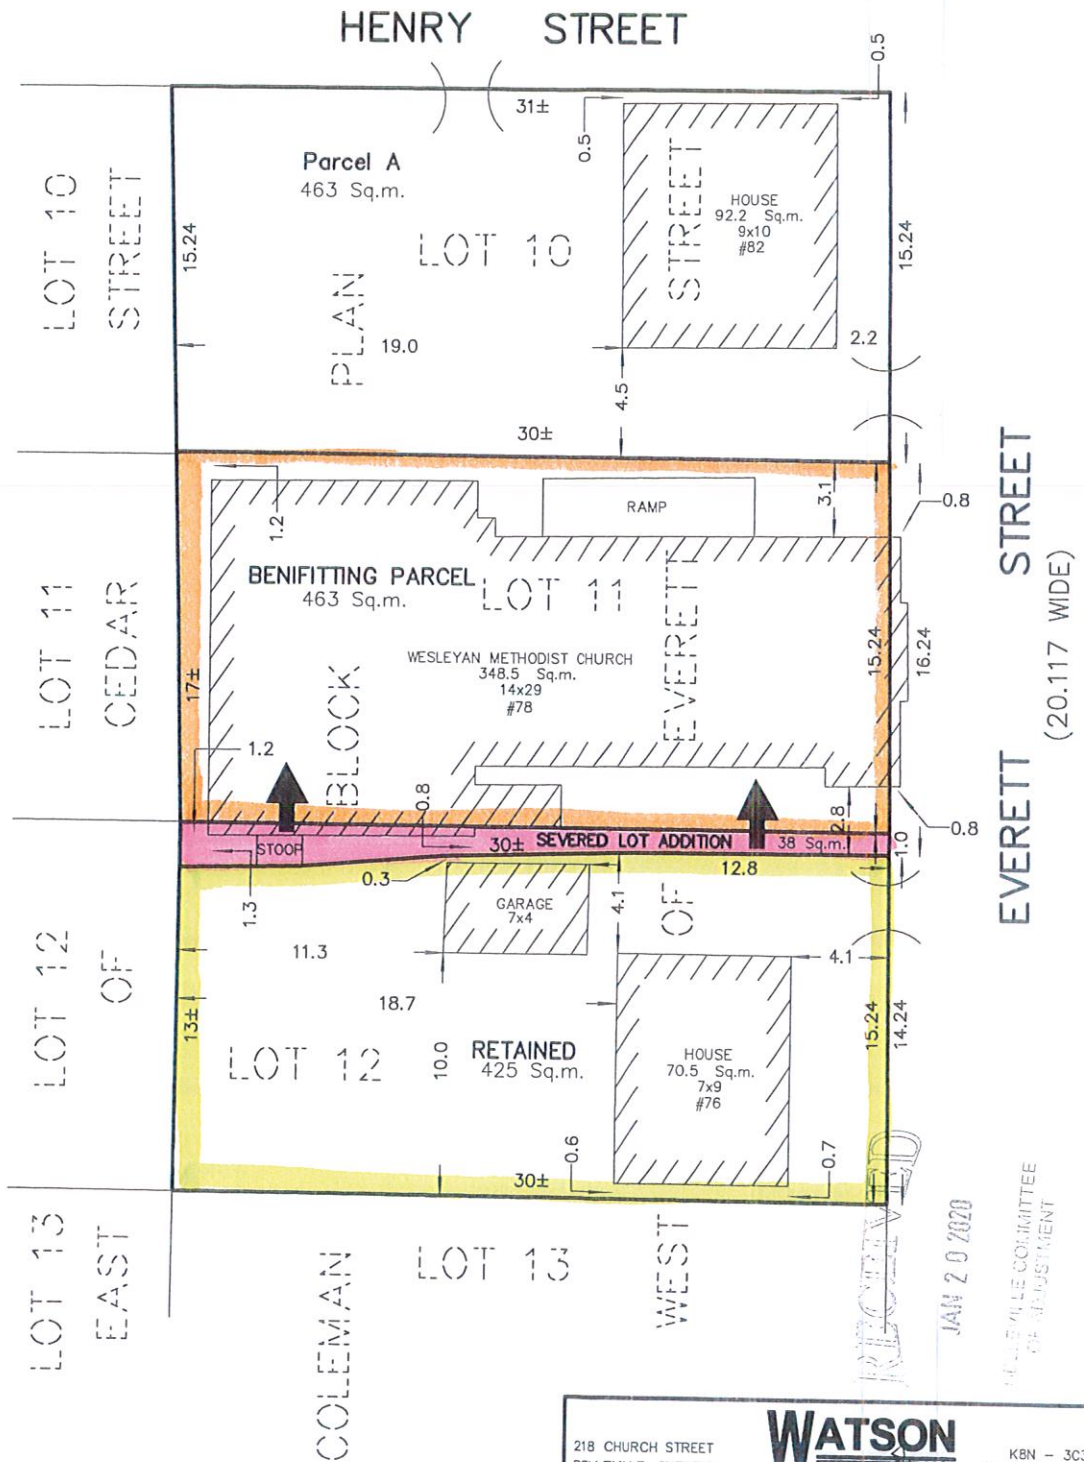 HENRY STREET
0.5
31±
0.5
Parcel A
463 Sq.m.
LOT 10
STREET
15.24
LOT 10
STREET
HOUSE
92.2 Sq.m.
9x10
#82
15.24
PLAN
19.0
2.2
4.5
30±
RAMP
3.1
0.8
1.2
BENIFITTING PARCEL
463 Sq.m.
LOT 11
LOT 11
CEDAR
EVERETT
WESLEYAN METHODIST CHURCH
348.5 Sq.m.
14x29
#78
15.24
16.24
17±
BLOCK
EVERETT STREET
(20.117 WIDE)
1.2
0.8
2.8
0.8
STOOP
30±
SEVERED LOT ADDITION
38 Sq.m.
1.0
1.3
0.3
12.8
GARAGE
7x4
4.1
OF
LOT 12
OF
11.3
4.1
18.7
13±
LOT 12
10.0
RETAINED
425 Sq.m.
HOUSE
70.5 Sq.m.
7x9
#76
15.24
14.24
0.6
0.7
30±
LOT 13
EAST
COLEMAN
LOT 13
WEST
RECEIVED
JAN 20 2020
BELLEVILLE COMMITTEE
OF ADJUSTMENT
218 CHURCH STREET
WATSON
K8N - 3C3